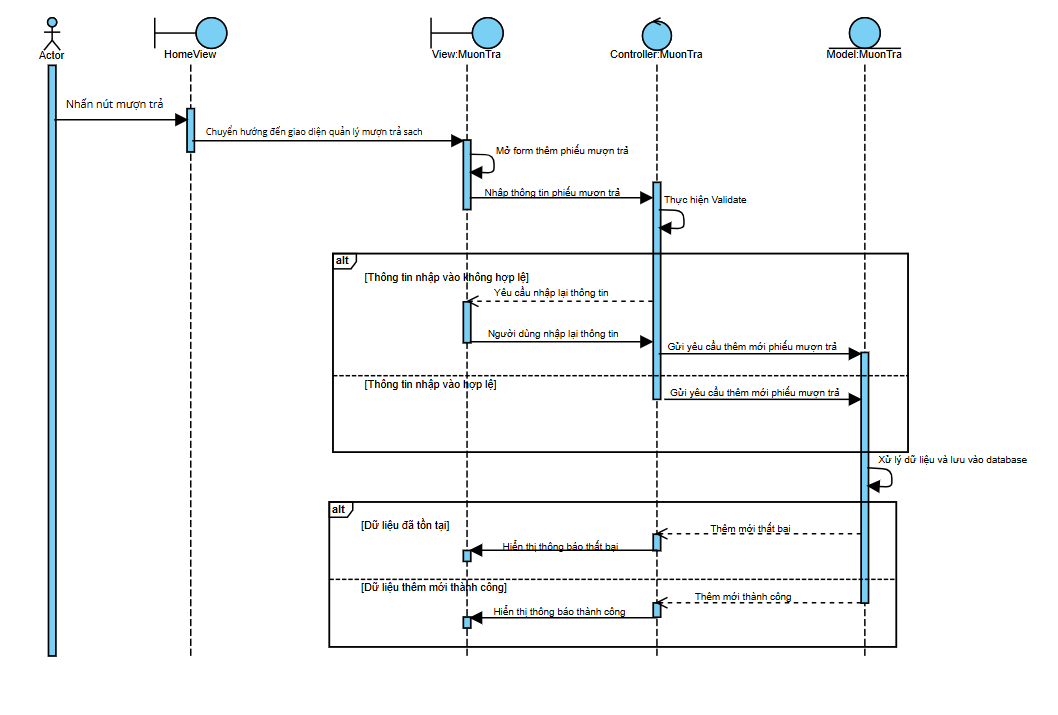 Actor
HomeView
View:MuonTra
Controller:MuonTra
Model:MuonTra
Nhấn nút mượn trả
Chuyển hướng đến giao diện quản lý mượn trả sach
Mở form thêm phiếu mượn trả
Nhập thông tin phiếu mượn trả
Thực hiện Validate
alt
[Thông tin nhập vào không hợp lệ]
Yêu cầu nhập lại thông tin
Người dùng nhập lại thông tin
Gửi yêu cầu thêm mới phiếu mượn trả
[Thông tin nhập vào hợp lệ]
Gửi yêu cầu thêm mới phiếu mượn trả
Xử lý dữ liệu và lưu vào database
alt
[Dữ liệu đã tồn tại]
Thêm mới thất bại
Hiển thị thông báo thất bại
[Dữ liệu thêm mới thành công]
Thêm mới thành công
Hiển thị thông báo thành công